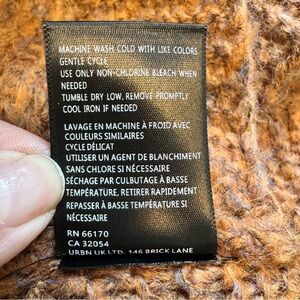 MACHINE WASH COLD WITH LIKE COLORS
GENTLE CYCLE
USE ONLY NON-CHLORINE BLEACH WHEN
NEEDED
TUMBLE DRY LOW, REMOVE PROMPTLY
COOL IRON IF NEEDED
LAVAGE EN MACHINE À FROID AVEC
COULEURS SIMILAIRES
CYCLE DÉLICAT
UTILISER UN AGENT DE BLANCHIMENT
SANS CHLORE SI NÉCESSAIRE
SÉCHAGE PAR CULBUTAGE À BASSE
TEMPÉRATURE, RETIRER RAPIDEMENT
REPASSER À BASSE TEMPÉRATURE SI
NÉCESSAIRE
RN 66170
CA 32054
URBN UK LTD, 146 BRICK LANE